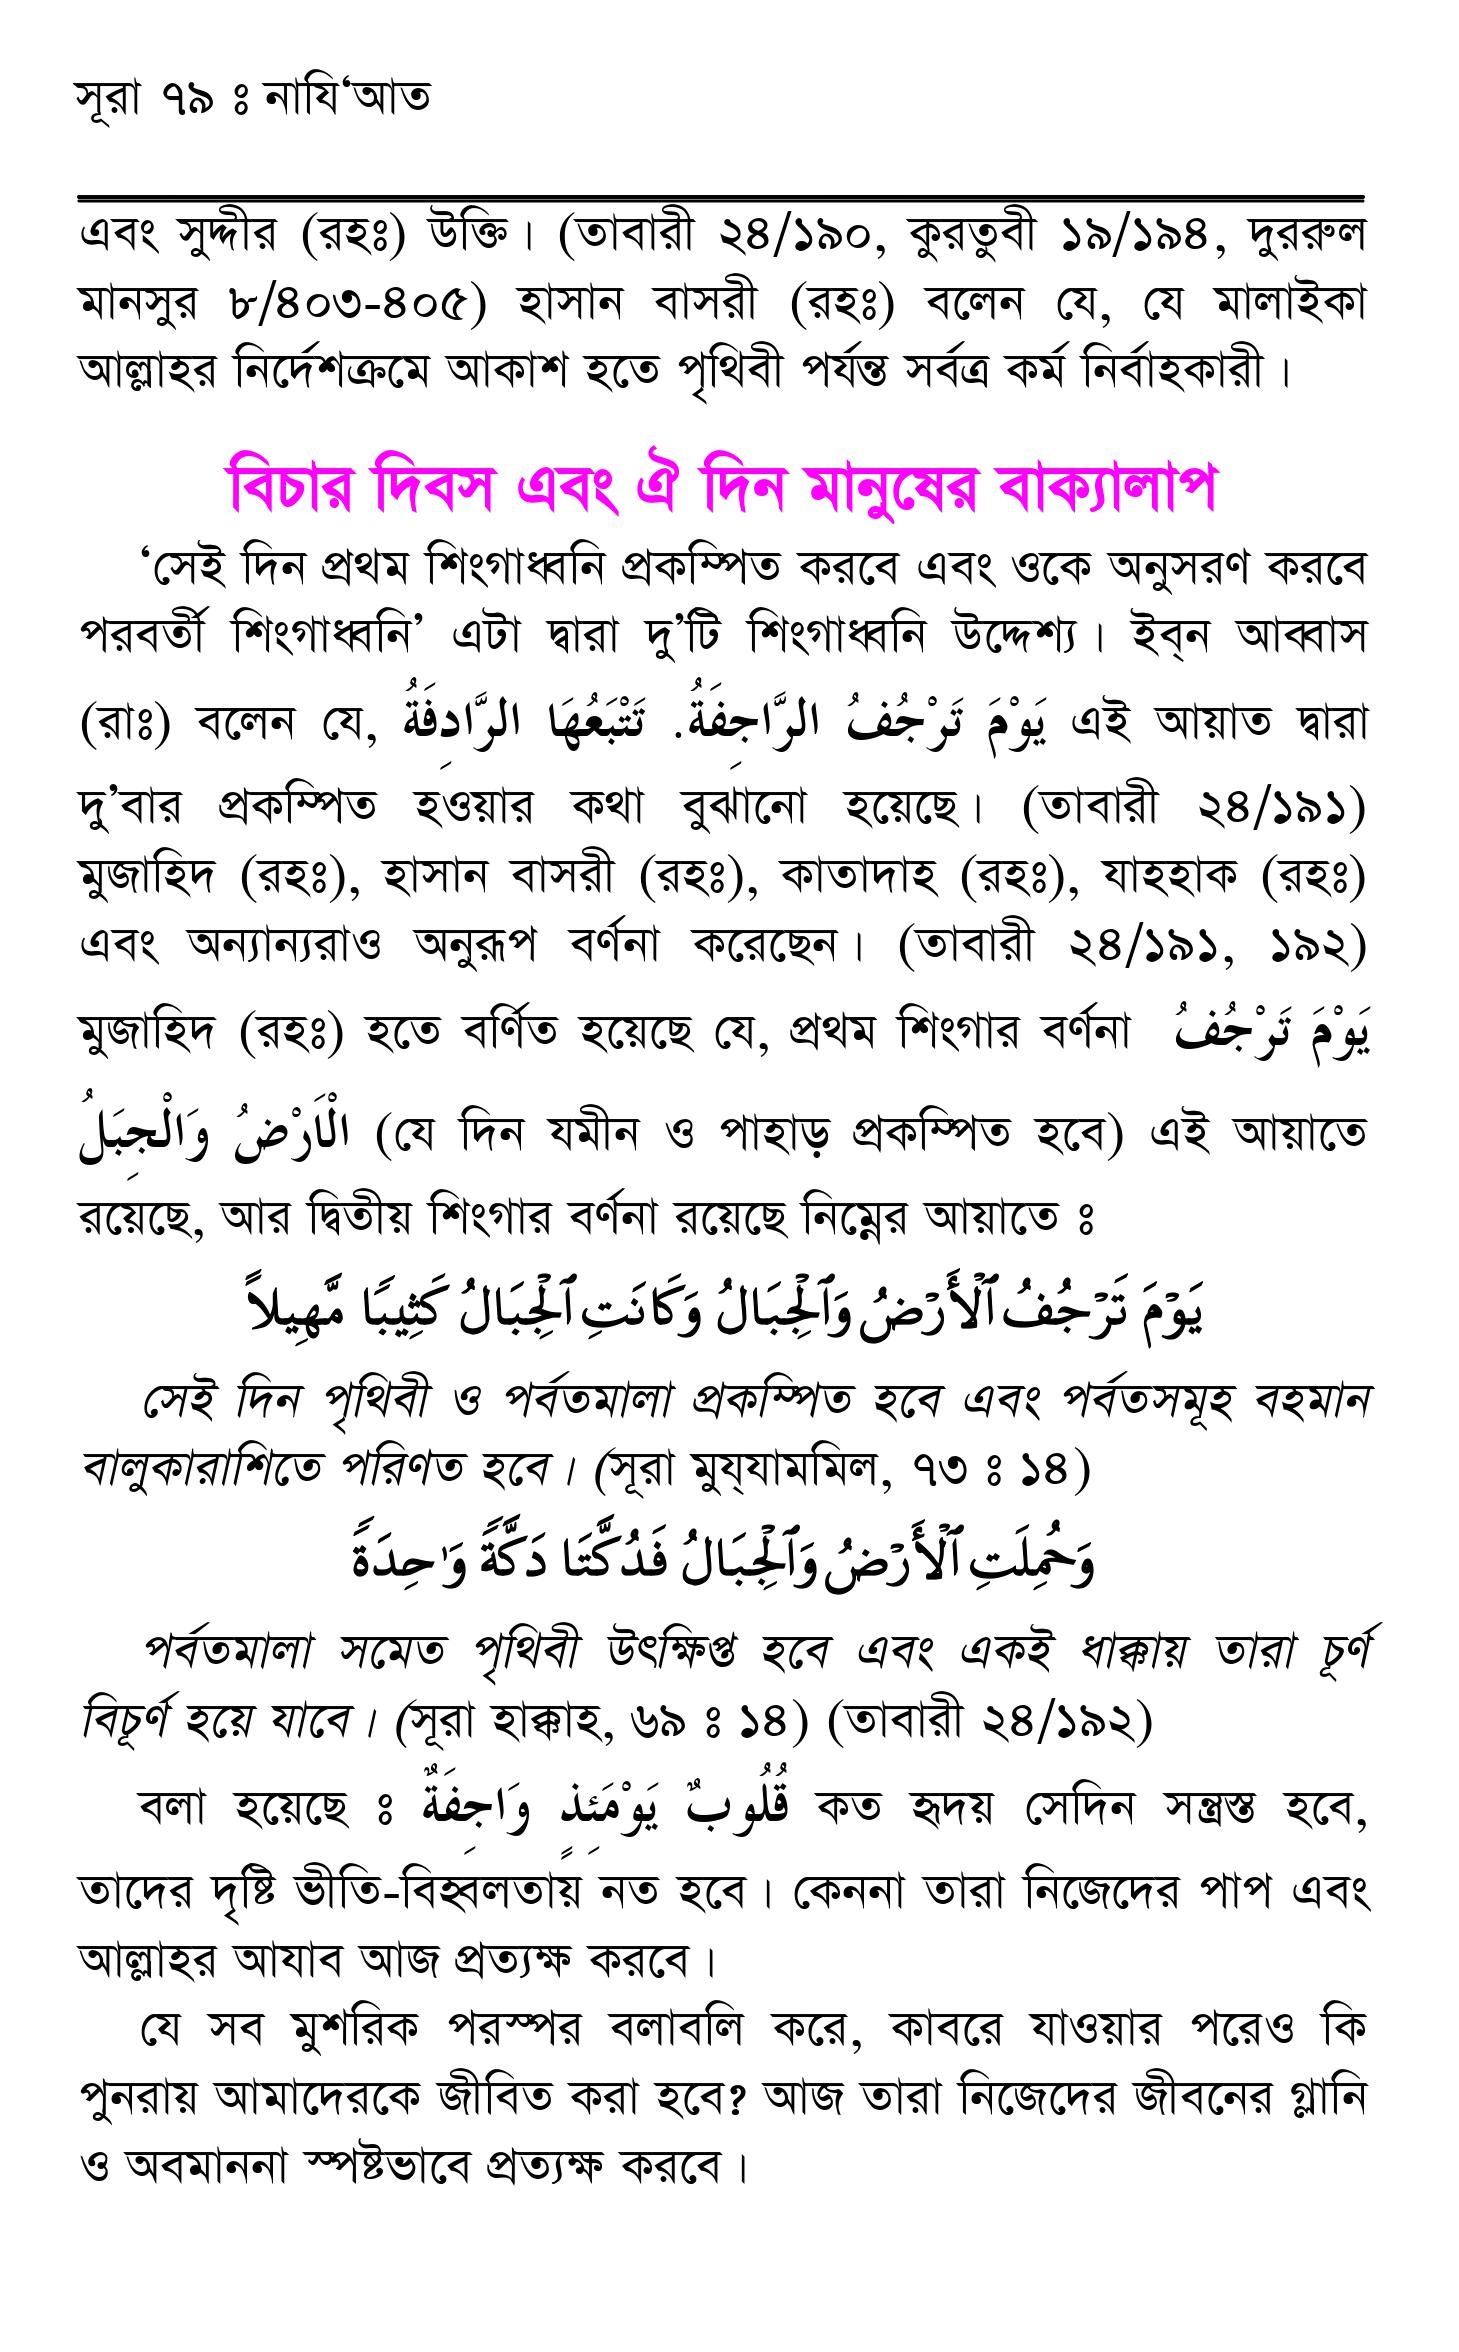 সূরা ৭৯ ঃ নাযি‘আত
এবং সুদ্দীর (রহঃ) উক্তি। (তাবারী ২৪/১৯০, কুরতুবী ১৯/১৯৪, দুররুল
মানসুর ৮/৪০৩-৪০৫) হাসান বাসরী (রহঃ) বলেন যে, যে মালাইকা
আল্লাহর নির্দেশক্রমে আকাশ হতে পৃথিবী পর্যন্ত সর্বত্র কর্ম নির্বাহকারী।
বিচার দিবস এবং ঐ দিন মানুষের বাক্যালাপ
‘সেই দিন প্রথম শিংগাধ্বনি প্রকম্পিত করবে এবং ওকে অনুসরণ করবে
পরবর্তী শিংগাধ্বনি’ এটা দ্বারা দু’টি শিংগাধ্বনি উদ্দেশ্য। ইব্‌ন আব্বাস
(রাঃ) বলেন যে, يَوْمَ تَرْجُفُ الرَّاجِفَةُ. تَتْبَعُهَا الرَّادِفَةُ এই আয়াত দ্বারা
দু’বার প্রকম্পিত হওয়ার কথা বুঝানো হয়েছে। (তাবারী ২৪/১৯১)
মুজাহিদ (রহঃ), হাসান বাসরী (রহঃ), কাতাদাহ (রহঃ), যাহহাক (রহঃ)
এবং অন্যান্যরাও অনুরূপ বর্ণনা করেছেন। (তাবারী ২৪/১৯১, ১৯২)
মুজাহিদ (রহঃ) হতে বর্ণিত হয়েছে যে, প্রথম শিংগার বর্ণনা يَوْمَ تَرْجُفُ
الْاَرْضُ وَالْجِبَلُ (যে দিন যমীন ও পাহাড় প্রকম্পিত হবে) এই আয়াতে
রয়েছে, আর দ্বিতীয় শিংগার বর্ণনা রয়েছে নিম্নের আয়াতে ঃ
يَوْمَ تَرْجُفُ ٱلْأَرْضُ وَٱلْجِبَالُ وَكَانَتِ ٱلْجِبَالُ كَثِيبًا مَّهِيلاً
সেই দিন পৃথিবী ও পর্বতমালা প্রকম্পিত হবে এবং পর্বতসমূহ বহমান
বালুকারাশিতে পরিণত হবে। (সূরা মুয্‌যামমিল, ৭৩ ঃ ১৪)
وَحُمِلَتِ ٱلْأَرْضُ وَٱلْجِبَالُ فَدُكَّتَا دَكَّةً وَٰحِدَةً
পর্বতমালা সমেত পৃথিবী উৎক্ষিপ্ত হবে এবং একই ধাক্কায় তারা চূর্ণ
বিচূর্ণ হয়ে যাবে। (সূরা হাক্কাহ, ৬৯ ঃ ১৪) (তাবারী ২৪/১৯২)
বলা হয়েছে ঃ قُلُوبٌ يَوْمَئِذٍ وَاجِفَةٌ কত হৃদয় সেদিন সন্ত্রস্ত হবে,
তাদের দৃষ্টি ভীতি-বিহ্বলতায় নত হবে। কেননা তারা নিজেদের পাপ এবং
আল্লাহর আযাব আজ প্রত্যক্ষ করবে।
যে সব মুশরিক পরস্পর বলাবলি করে, কাবরে যাওয়ার পরেও কি
পুনরায় আমাদেরকে জীবিত করা হবে? আজ তারা নিজেদের জীবনের গ্লানি
ও অবমাননা স্পষ্টভাবে প্রত্যক্ষ করবে।